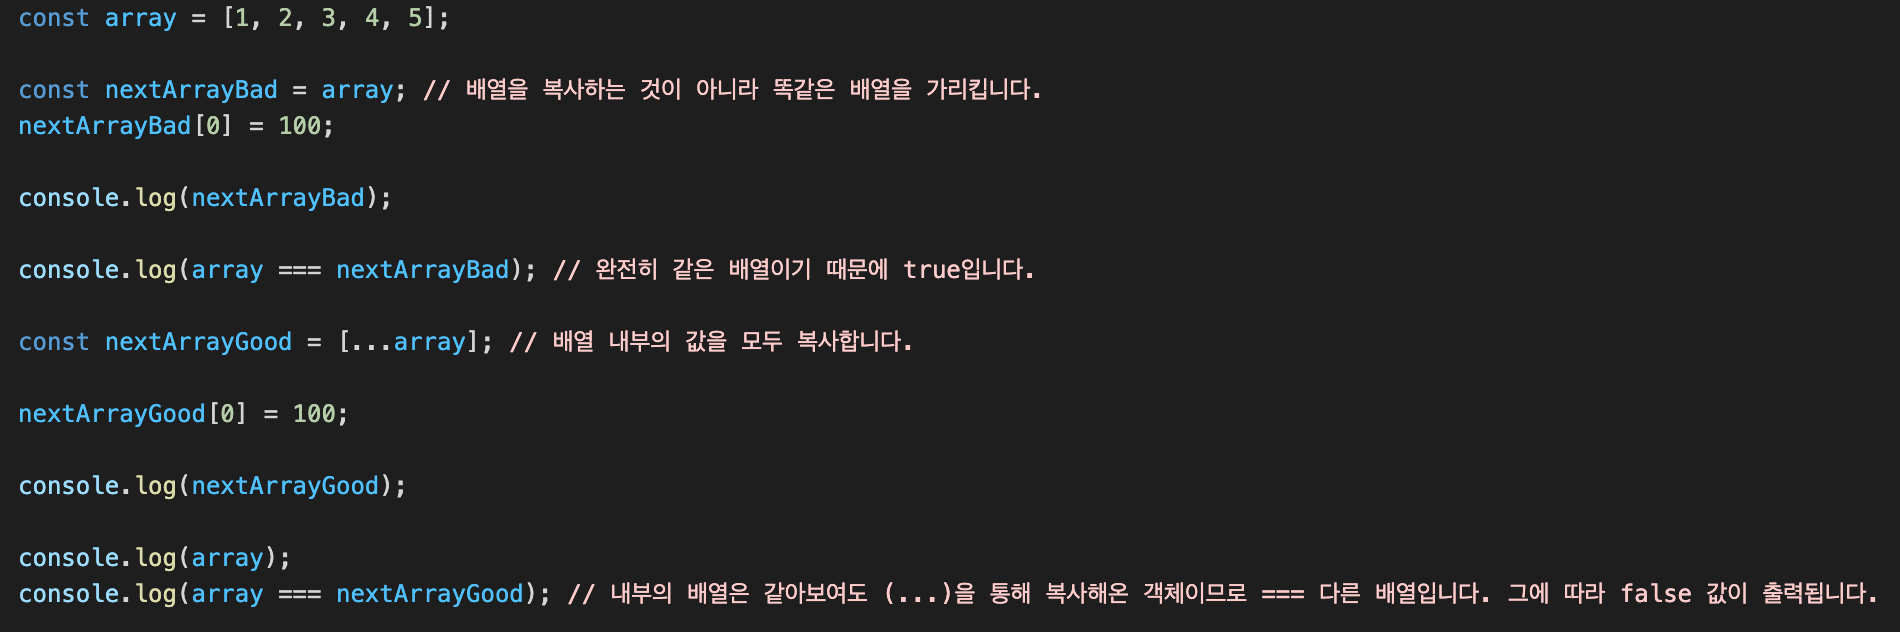 const array = [1, 2, 3, 4, 5];
const nextArrayBad = array; // 배열을 복사하는 것이 아니라 똑같은 배열을 가리킵니다.
nextArrayBad[0] = 100;
console.log(nextArrayBad);
console.log(array === nextArrayBad); // 완전히 같은 배열이기 때문에 true입니다.
const nextArrayGood = [...array]; // 배열 내부의 값을 모두 복사합니다.
nextArrayGood[0] = 100;
console.log(nextArrayGood);
console.log(array);
console.log(array === nextArrayGood); // 내부의 배열은 같아보여도 (...)을 통해 복사해온 객체이므로 === 다른 배열입니다. 그에 따라 false 값이 출력됩니다.